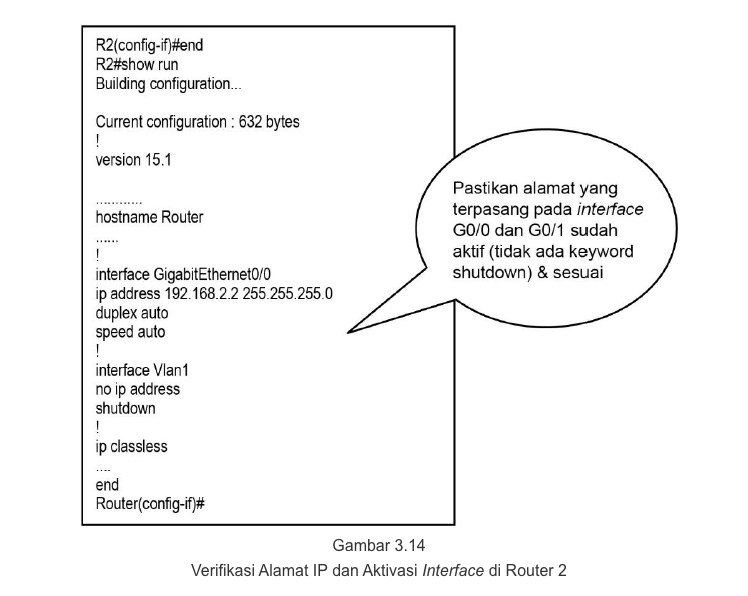 R2(config-if)#end
R2#show run
Building configuration...
Current configuration : 632 bytes
!
version 15.1
............
hostname Router
......
!
interface GigabitEthernet0/0
ip address 192.168.2.2 255.255.255.0
duplex auto
speed auto
!
interface Vlan1
no ip address
shutdown
!
ip classless
....
end
Router(config-if)#
Pastikan alamat yang
terpasang pada interface
G0/0 dan G0/1 sudah
aktif (tidak ada keyword
shutdown) & sesuai
Gambar 3.14
Verifikasi Alamat IP dan Aktivasi Interface di Router 2